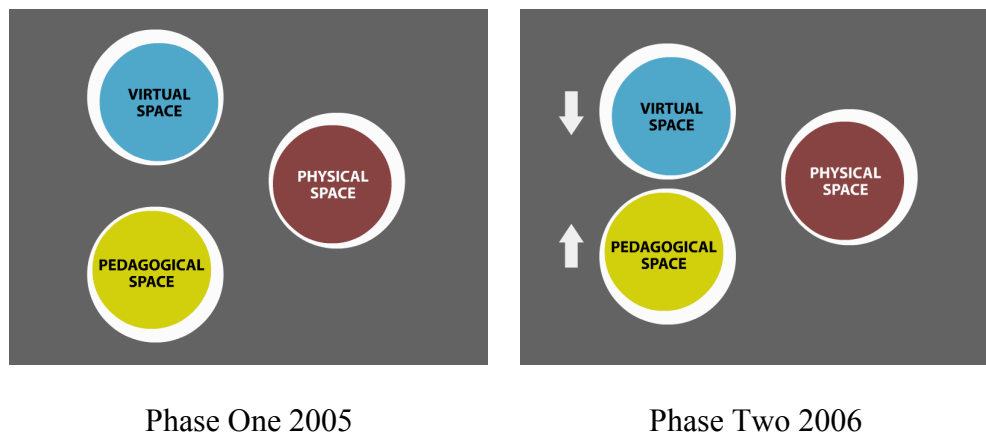 VIRTUAL
SPACE
PHYSICAL
SPACE
PEDAGOGICAL
SPACE
Phase One 2005
VIRTUAL
SPACE
PHYSICAL
SPACE
PEDAGOGICAL
SPACE
Phase Two 2006